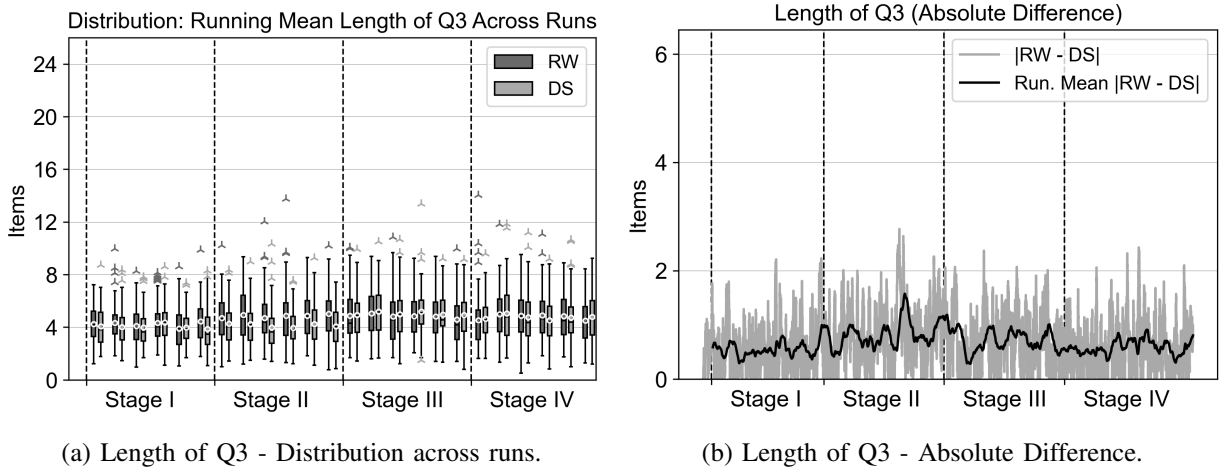 Distribution: Running Mean Length of Q3 Across Runs
Items
24
20
16
12
8
4
0
RW
DS
Stage I
Stage II
Stage III
Stage IV
(a) Length of Q3 - Distribution across runs.
Length of Q3 (Absolute Difference)
Items
6
4
2
0
|RW - DS|
Run. Mean |RW - DS|
Stage I
Stage II
Stage III
Stage IV
(b) Length of Q3 - Absolute Difference.